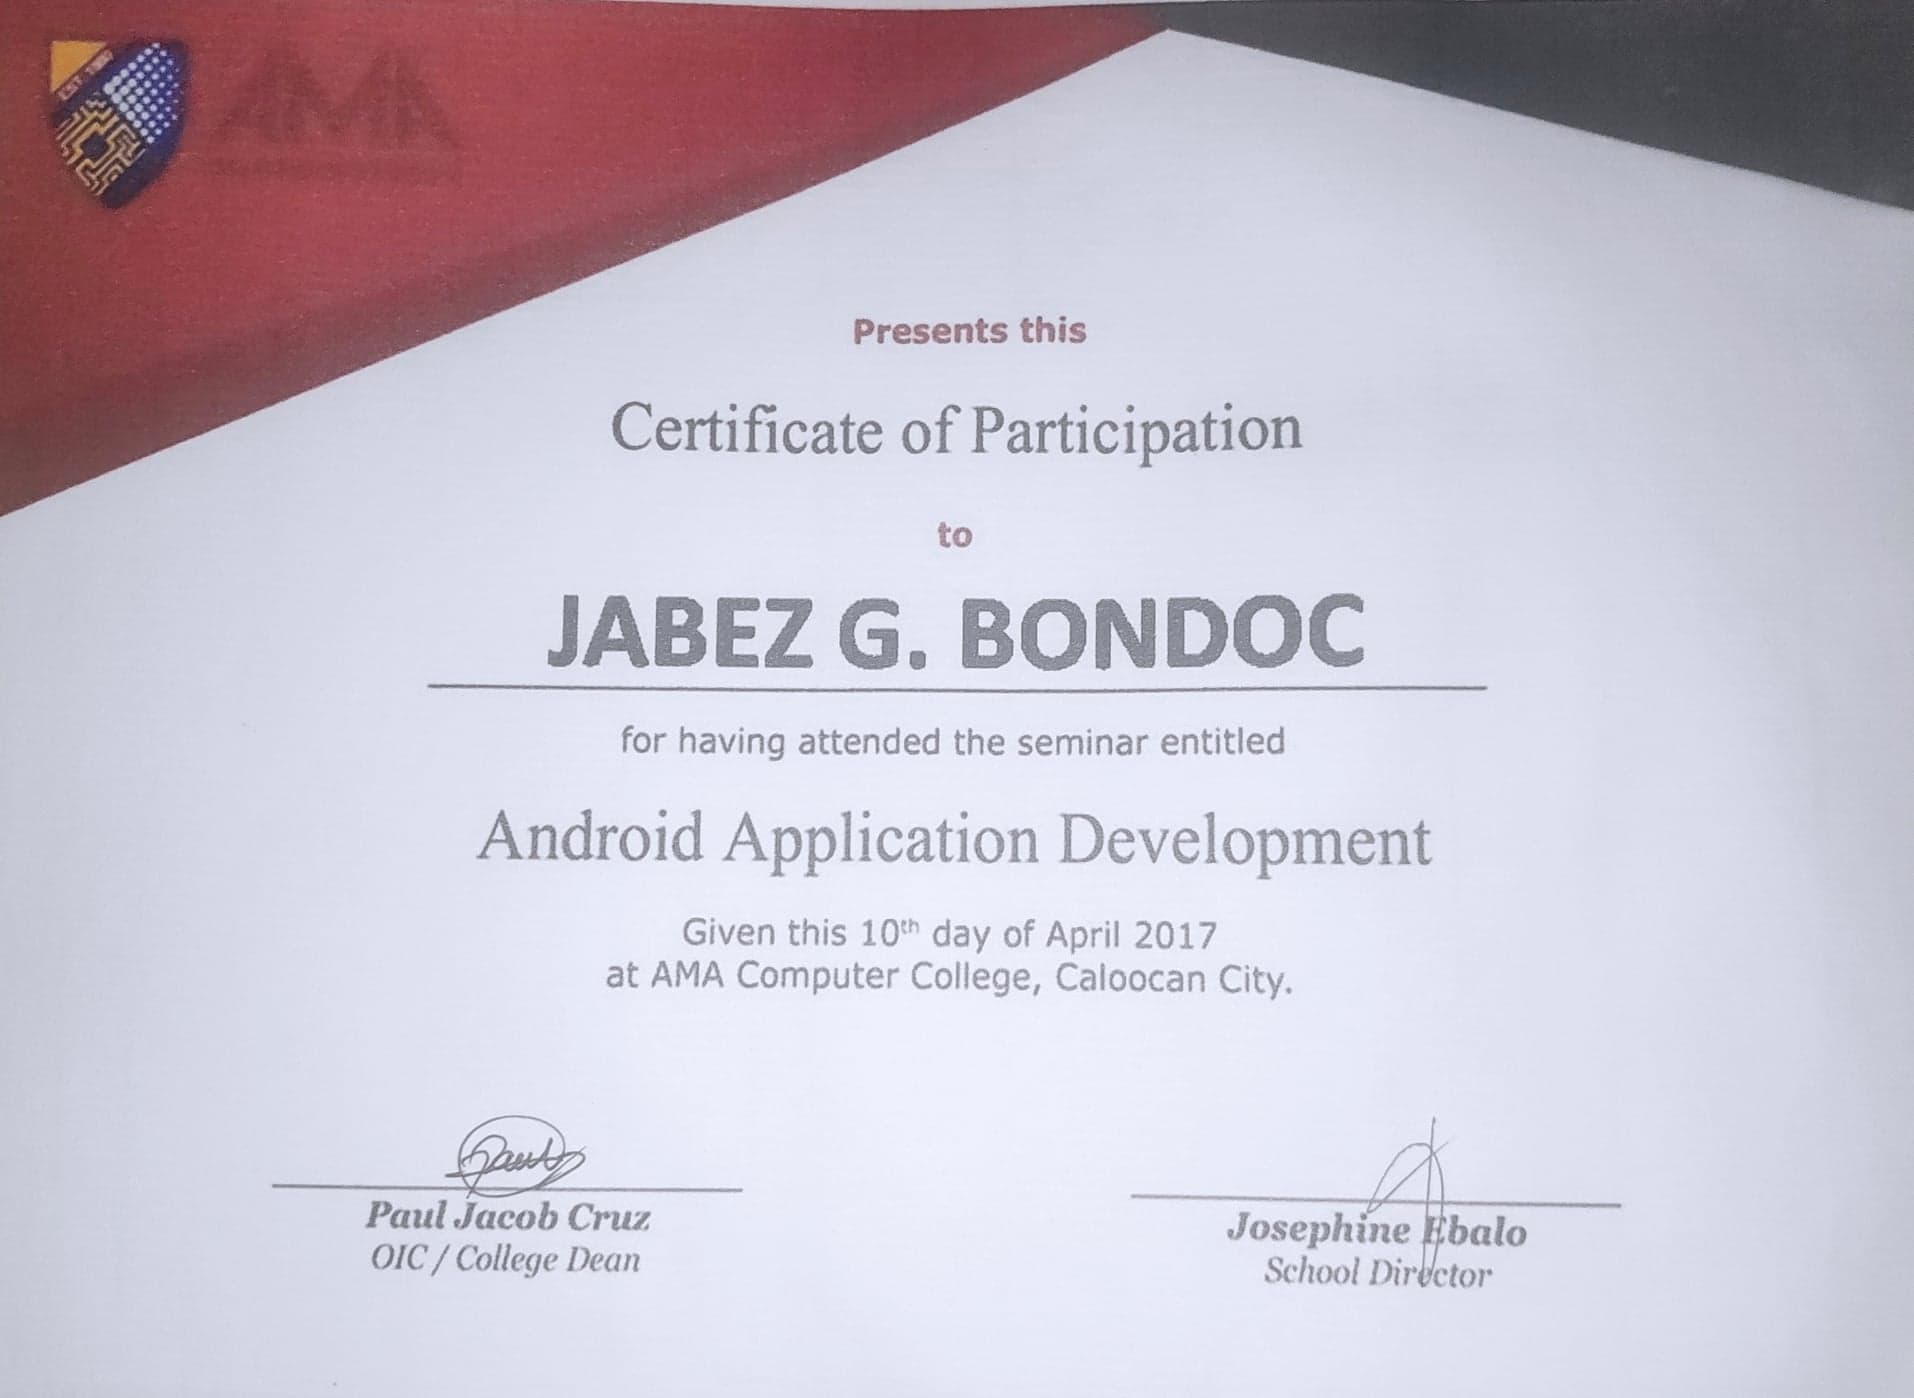 AMA
Presents this
Certificate of Participation
to
JABEZ G. BONDOC
for having attended the seminar entitled
Android Application Development
Given this 10th day of April 2017
at AMA Computer College, Caloocan City.
Paul Jacob Cruz
OIC / College Dean
Josephine Ebalo
School Director